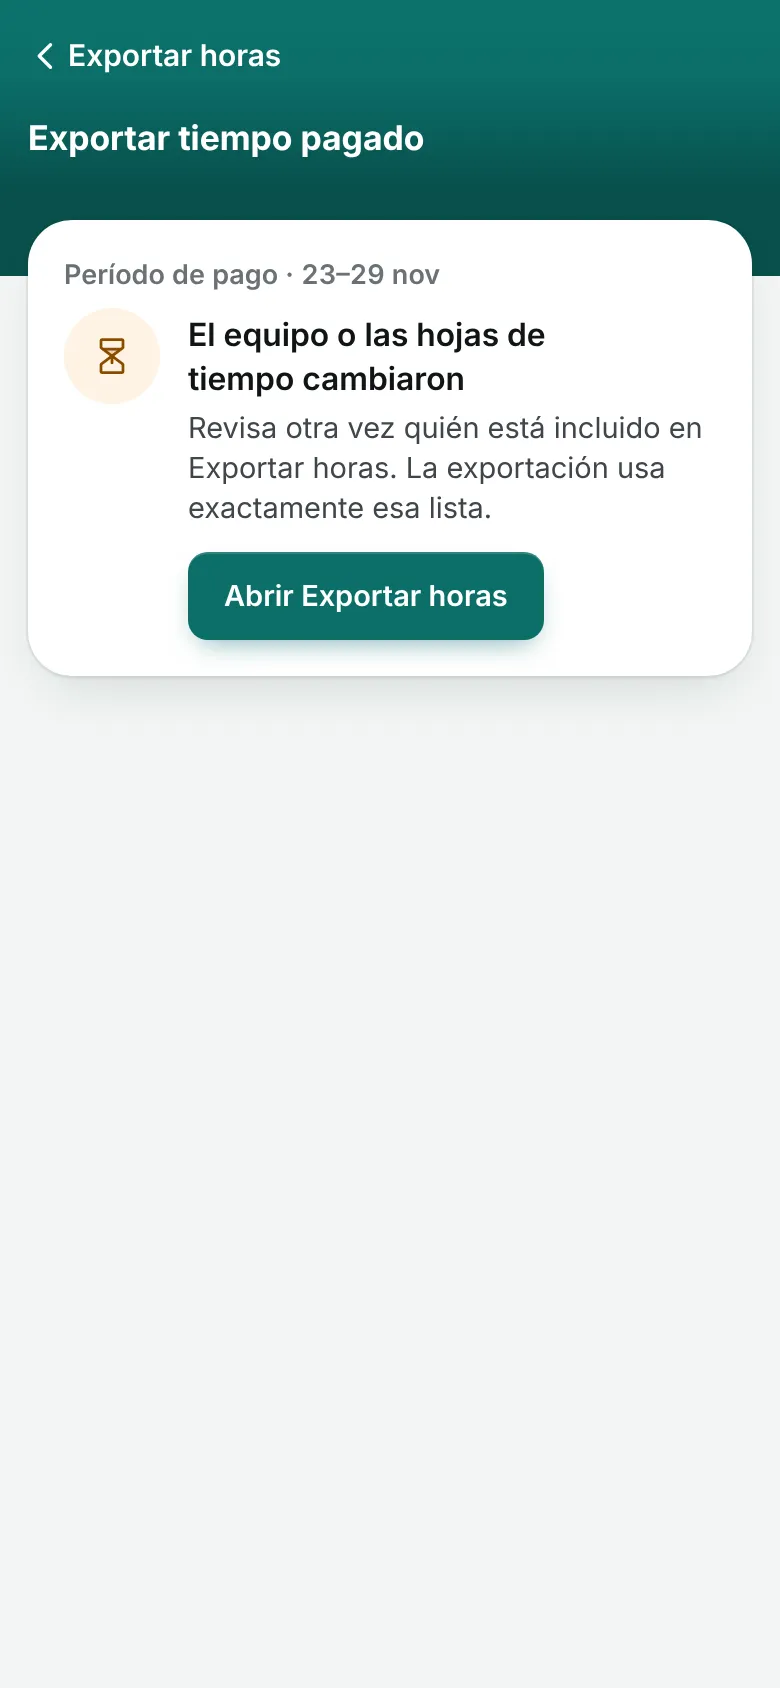 Exportar horas
Exportar tiempo pagado
Período de pago · 23–29 nov
El equipo o las hojas de
tiempo cambiaron
Revisa otra vez quién está incluido en
Exportar horas. La exportación usa
exactamente esa lista.
Abrir Exportar horas